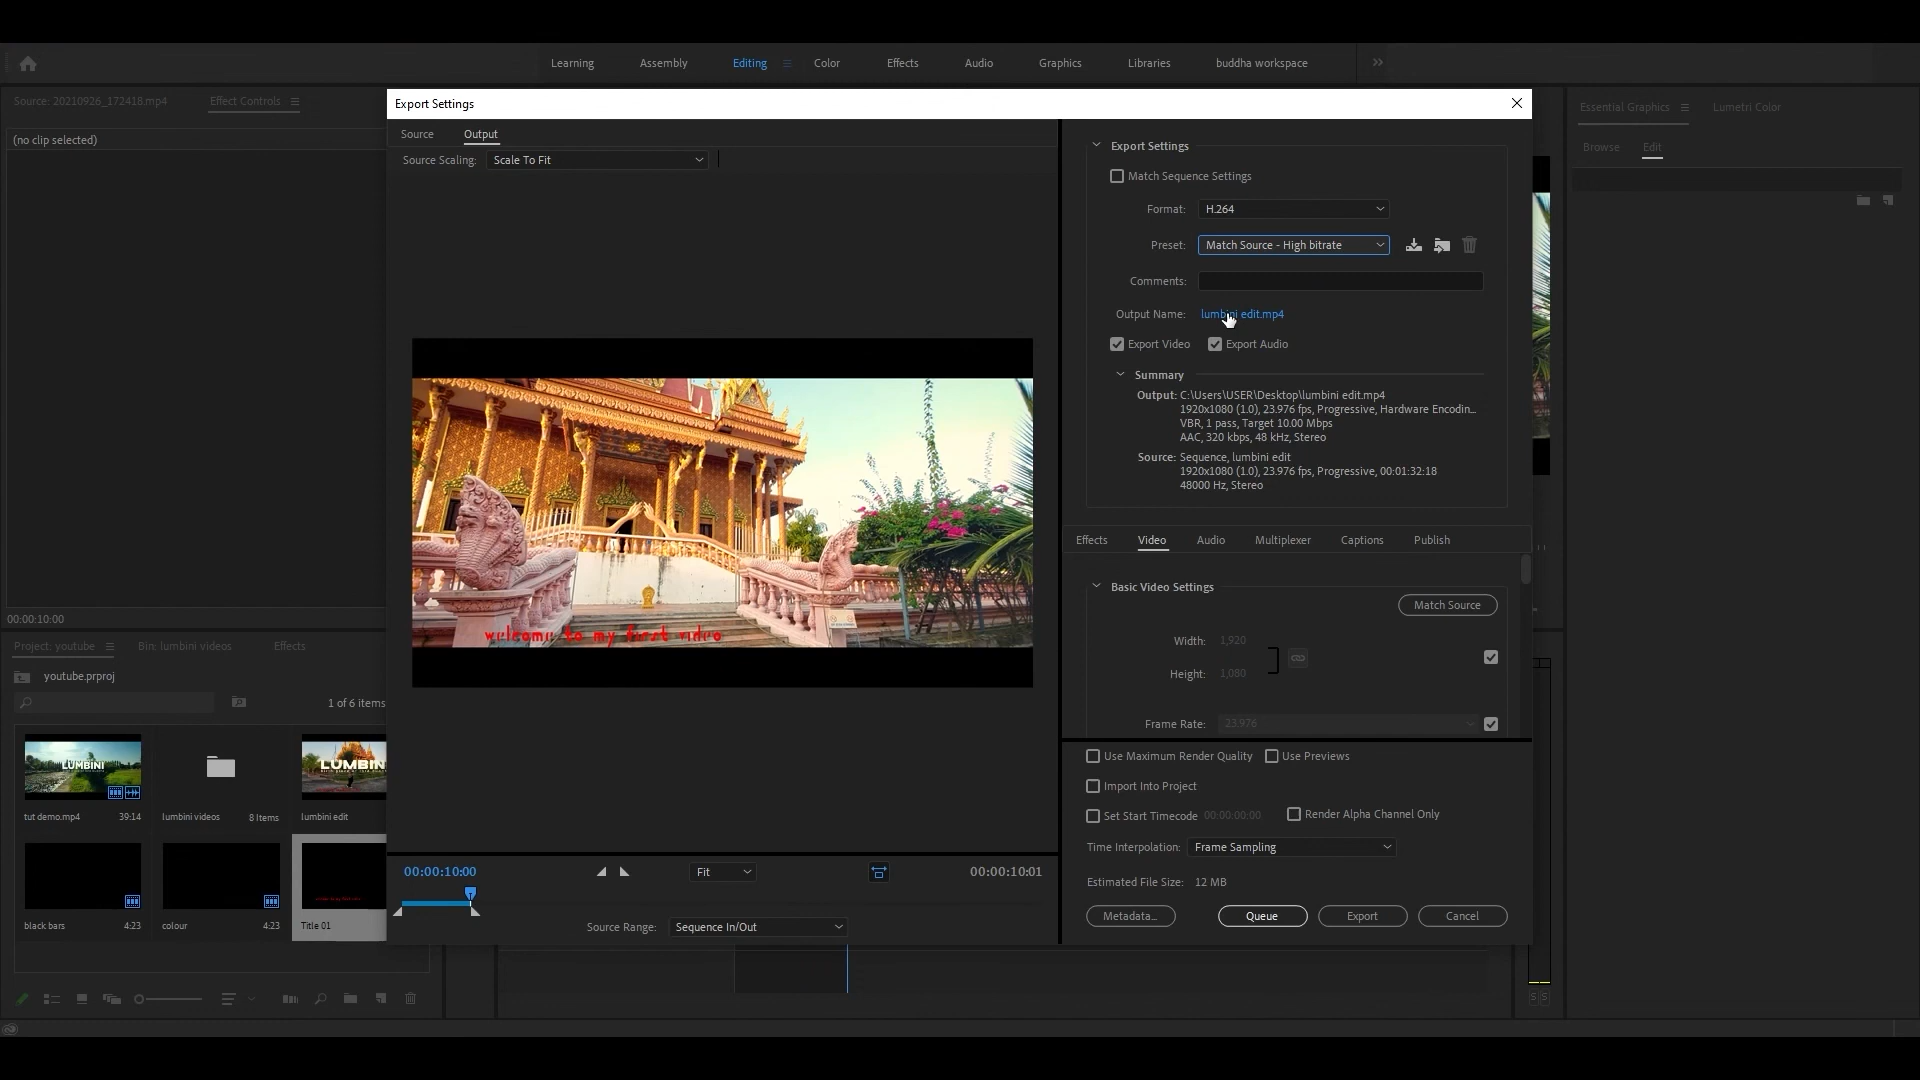 Learning Assembly Editing Color Effects Audio Graphics Libraries buddha workspace
Source: 20210926_172418.mp4 Effect Controls
(no clip selected)
00:00:10:00
Export Settings
Source Output
Source Scaling: Scale To Fit
welcome to my first video
00:00:10:00 Fit 00:00:10:01
Source Range: Sequence In/Out
Export Settings
Match Sequence Settings
Format: H.264
Preset: Match Source - High bitrate
Comments:
Output Name: lumbini edit.mp4
Export Video Export Audio
Summary
Output: C:\Users\USER\Desktop\lumbini edit.mp4
1920x1080 (1.0), 23.976 fps, Progressive, Hardware Encodin...
VBR, 1 pass, Target 10.00 Mbps
AAC, 320 kbps, 48 kHz, Stereo
Source: Sequence, lumbini edit
1920x1080 (1.0), 23.976 fps, Progressive, 00:01:32:18
48000 Hz, Stereo
Effects Video Audio Multiplexer Captions Publish
Basic Video Settings
Match Source
Width: 1,920
Height: 1,080
Frame Rate: 23.976
Use Maximum Render Quality Use Previews
Import Into Project
Set Start Timecode 00:00:00:00 Render Alpha Channel Only
Time Interpolation: Frame Sampling
Estimated File Size: 12 MB
Metadata... Queue Export Cancel
Essential Graphics Lumetri Color
Browse Edit
Project: youtube Bin: lumbini videos Effects
youtube.prproj
1 of 6 items
LUMBINI
LUMBIN
tut demo.mp4 39:14 lumbini videos 8 Items lumbini edit
black bars 4:23 colour 4:23 Title 01
S S